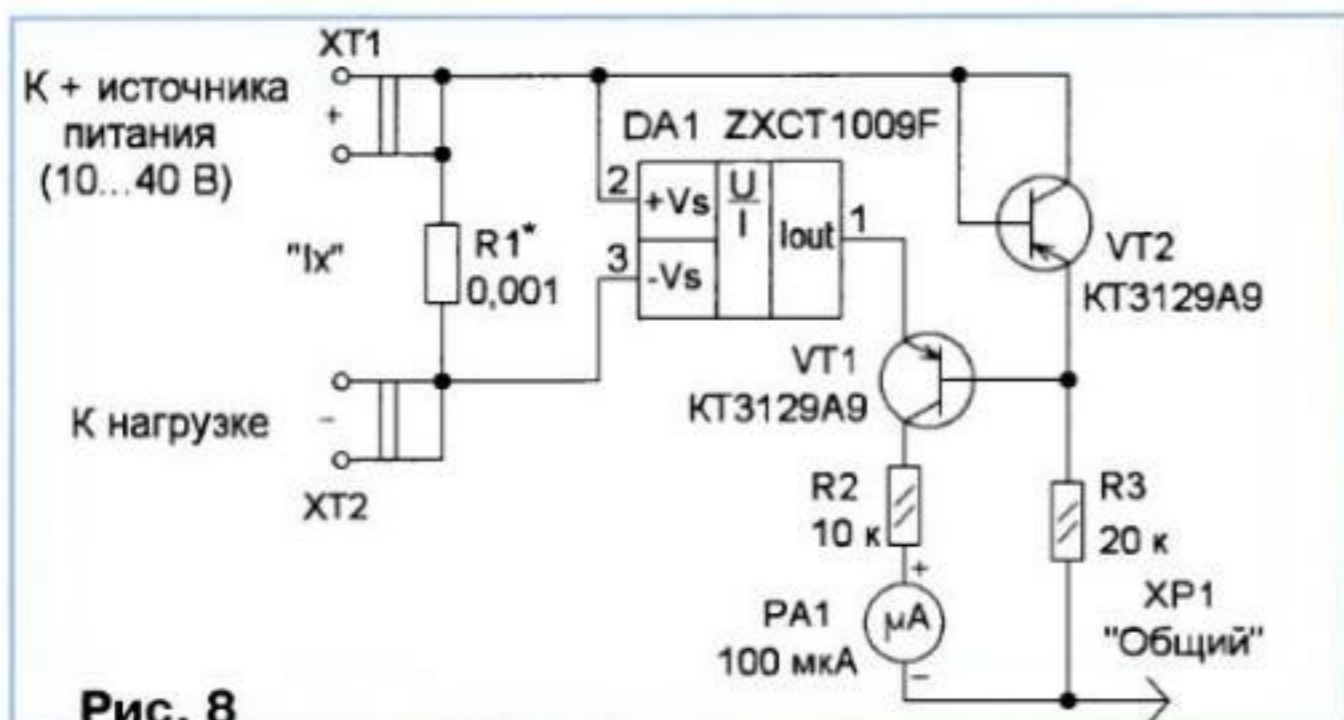 XT1
К + источника
питания
(10...40 В)
+
DA1 ZXCT1009F
2
+Vs
U
I
Iout
1
3
-Vs
"Ix"
R1*
0,001
VT2
КТ3129А9
VT1
КТ3129А9
К нагрузке
-
XT2
R2
10 к
R3
20 к
+
PA1
100 мкА
μA
-
XP1
"Общий"
Рис. 8